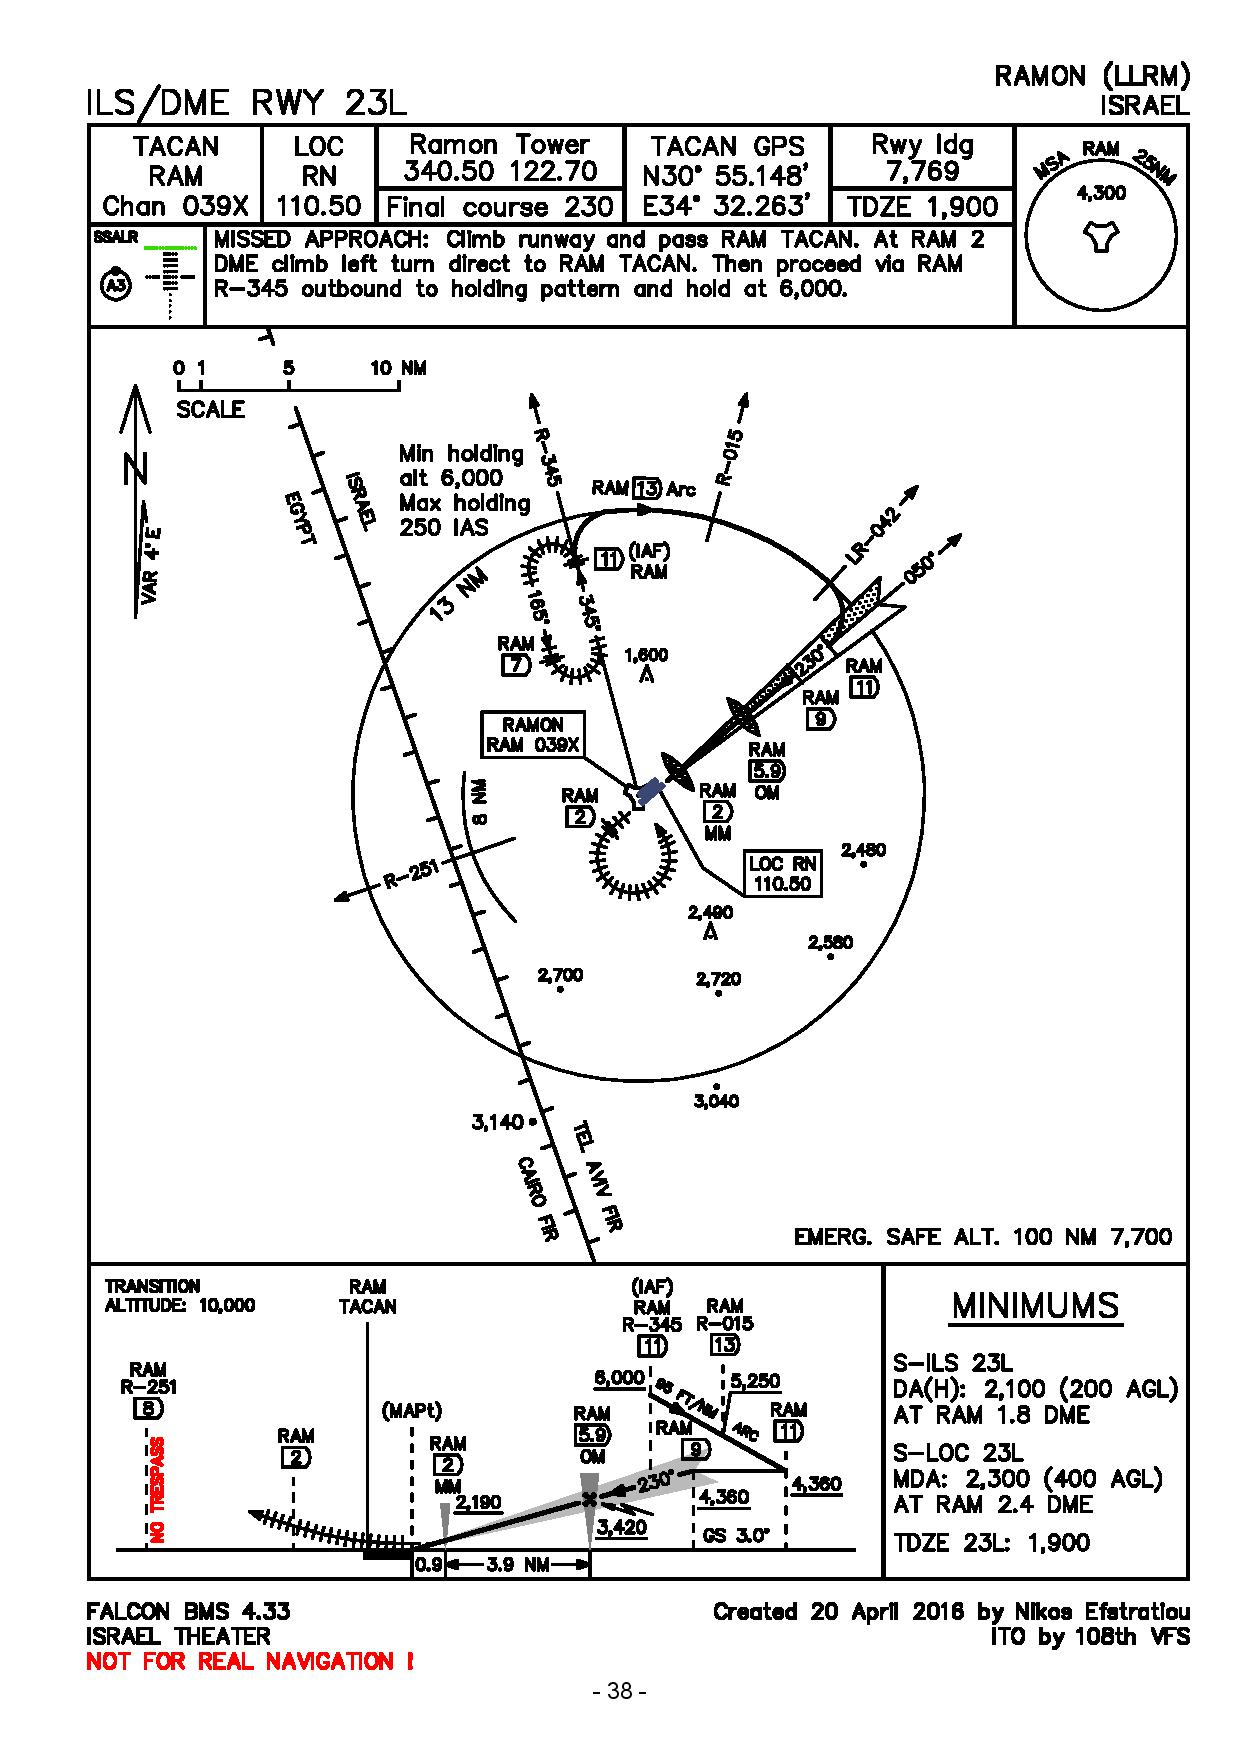 RAMON (LLRM)
ILS/DME RWY 23L
ISRAEL
TACAN
RAM
Chan 039X
LOC
RN
110.50
Ramon Tower
340.50 122.70
Final course 230
TACAN GPS
N30° 55.148'
E34° 32.263'
Rwy ldg
7,769
TDZE 1,900
MSA RAM 25NM
4,300
SSALR
A3
MISSED APPROACH: Climb runway and pass RAM TACAN. At RAM 2
DME climb left turn direct to RAM TACAN. Then proceed via RAM
R-345 outbound to holding pattern and hold at 6,000.
0 1 5 10 NM
SCALE
N
VAR 4°E
ISRAEL
EGYPT
Min holding
alt 6,000
Max holding
250 IAS
R-345
R-015
RAM 13 Arc
LR-042
050°
11 (IAF)
RAM
13 NM
165°
345°
RAM
7
1,600
230°
RAM
11
RAM
9
RAMON
RAM 039X
RAM
5.9
OM
RAM
2
MM
RAM
2
8 NM
R-251
LOC RN
110.50
2,480
2,490
2,580
2,700
2,720
3,040
3,140
TEL AVIV FIR
CAIRO FIR
EMERG. SAFE ALT. 100 NM 7,700
TRANSITION
ALTITUDE: 10,000
RAM
TACAN
(IAF)
RAM
R-345
11
RAM
R-015
13
RAM
R-251
8
NO TRESPASS
RAM
2
(MAPt)
RAM
2
MM
2,190
RAM
5.9
OM
6,000
95 FT/NM
5,250
ARC
RAM
9
RAM
11
230°
4,360
4,360
3,420
GS 3.0°
0.9
3.9 NM
MINIMUMS
S-ILS 23L
DA(H): 2,100 (200 AGL)
AT RAM 1.8 DME
S-LOC 23L
MDA: 2,300 (400 AGL)
AT RAM 2.4 DME
TDZE 23L: 1,900
FALCON BMS 4.33
ISRAEL THEATER
NOT FOR REAL NAVIGATION !
Created 20 April 2016 by Nikos Efstratiou
ITO by 108th VFS
- 38 -